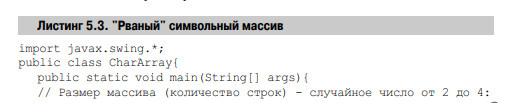 Листинг 5.3. "Рваный" символьный массив
import javax.swing.*;
public class CharArray{
public static void main(String[] args){
// Размер массива (количество строк) - случайное число от 2 до 4: